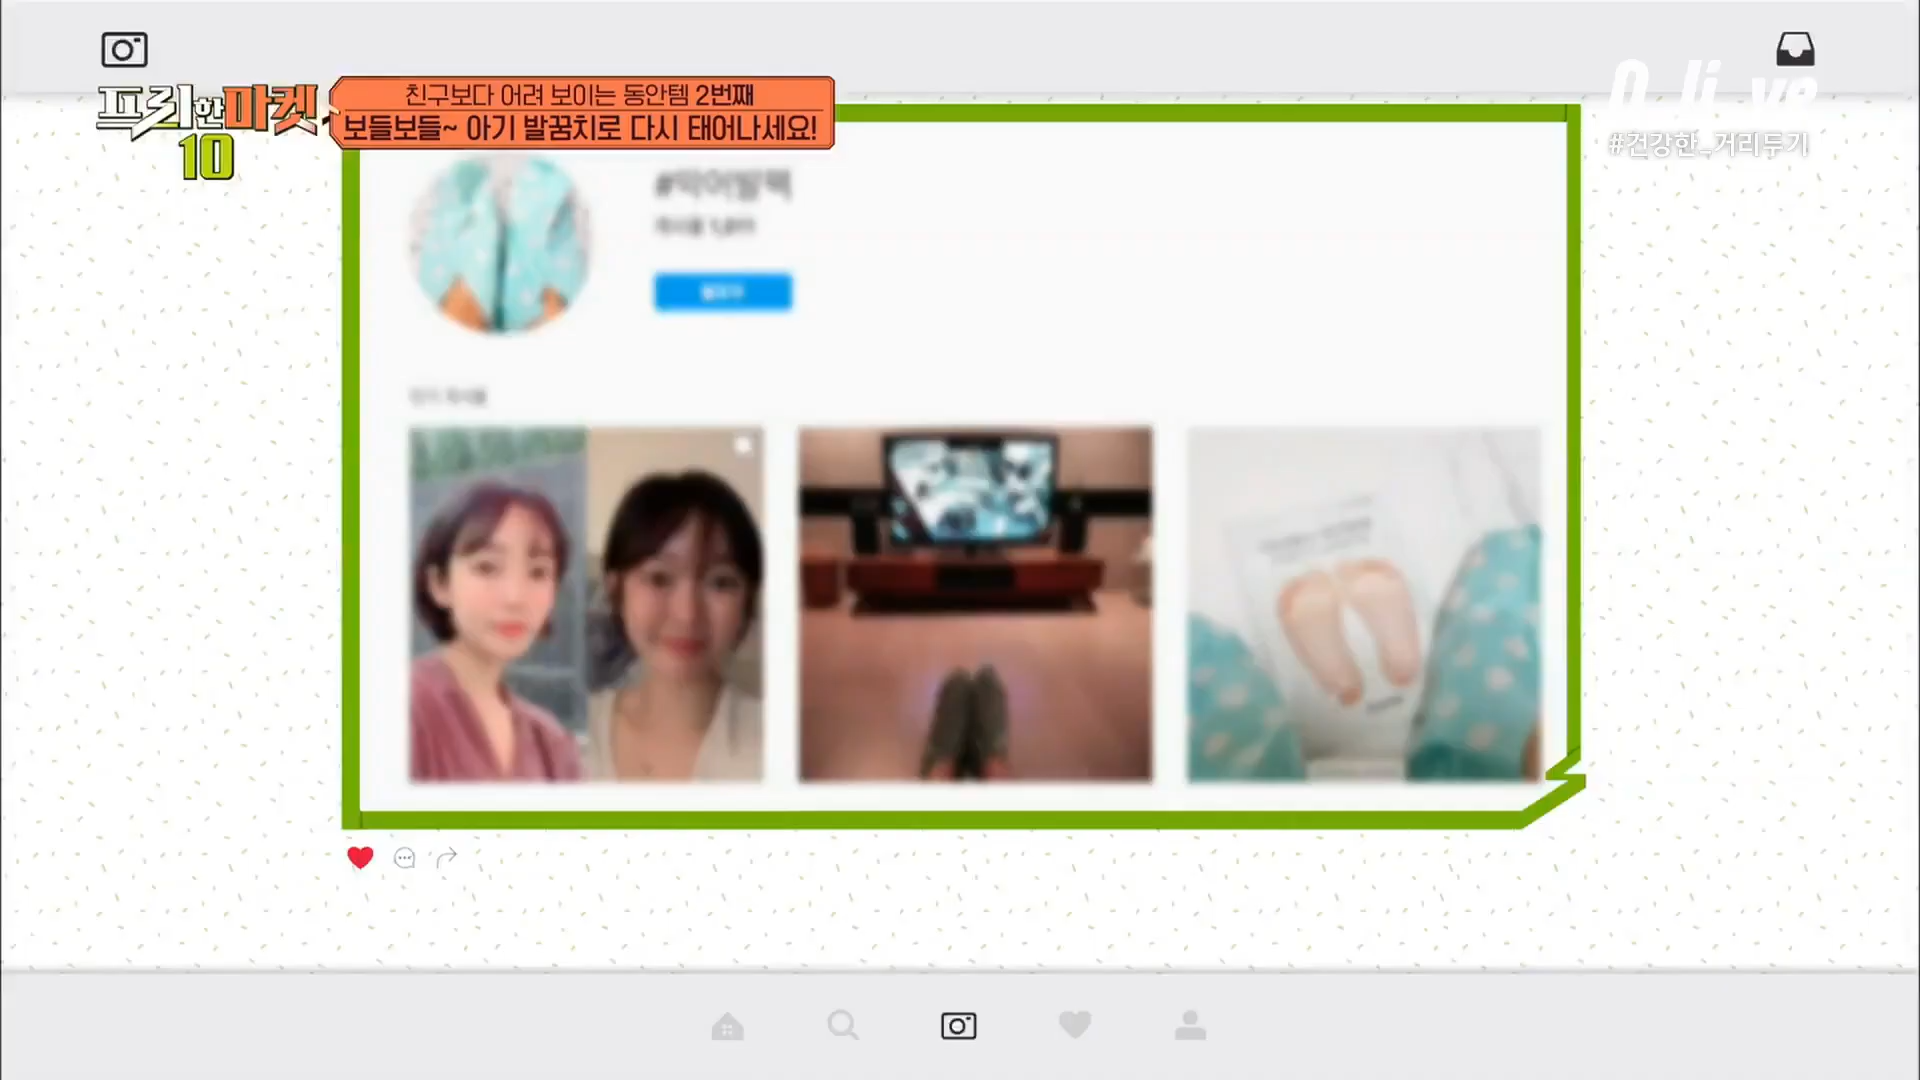 프리한마켓
10
친구보다 어려 보이는 동안템 2번째
보들보들~ 아기 발꿈치로 다시 태어나세요!
O li ve
#건강한_거리두기